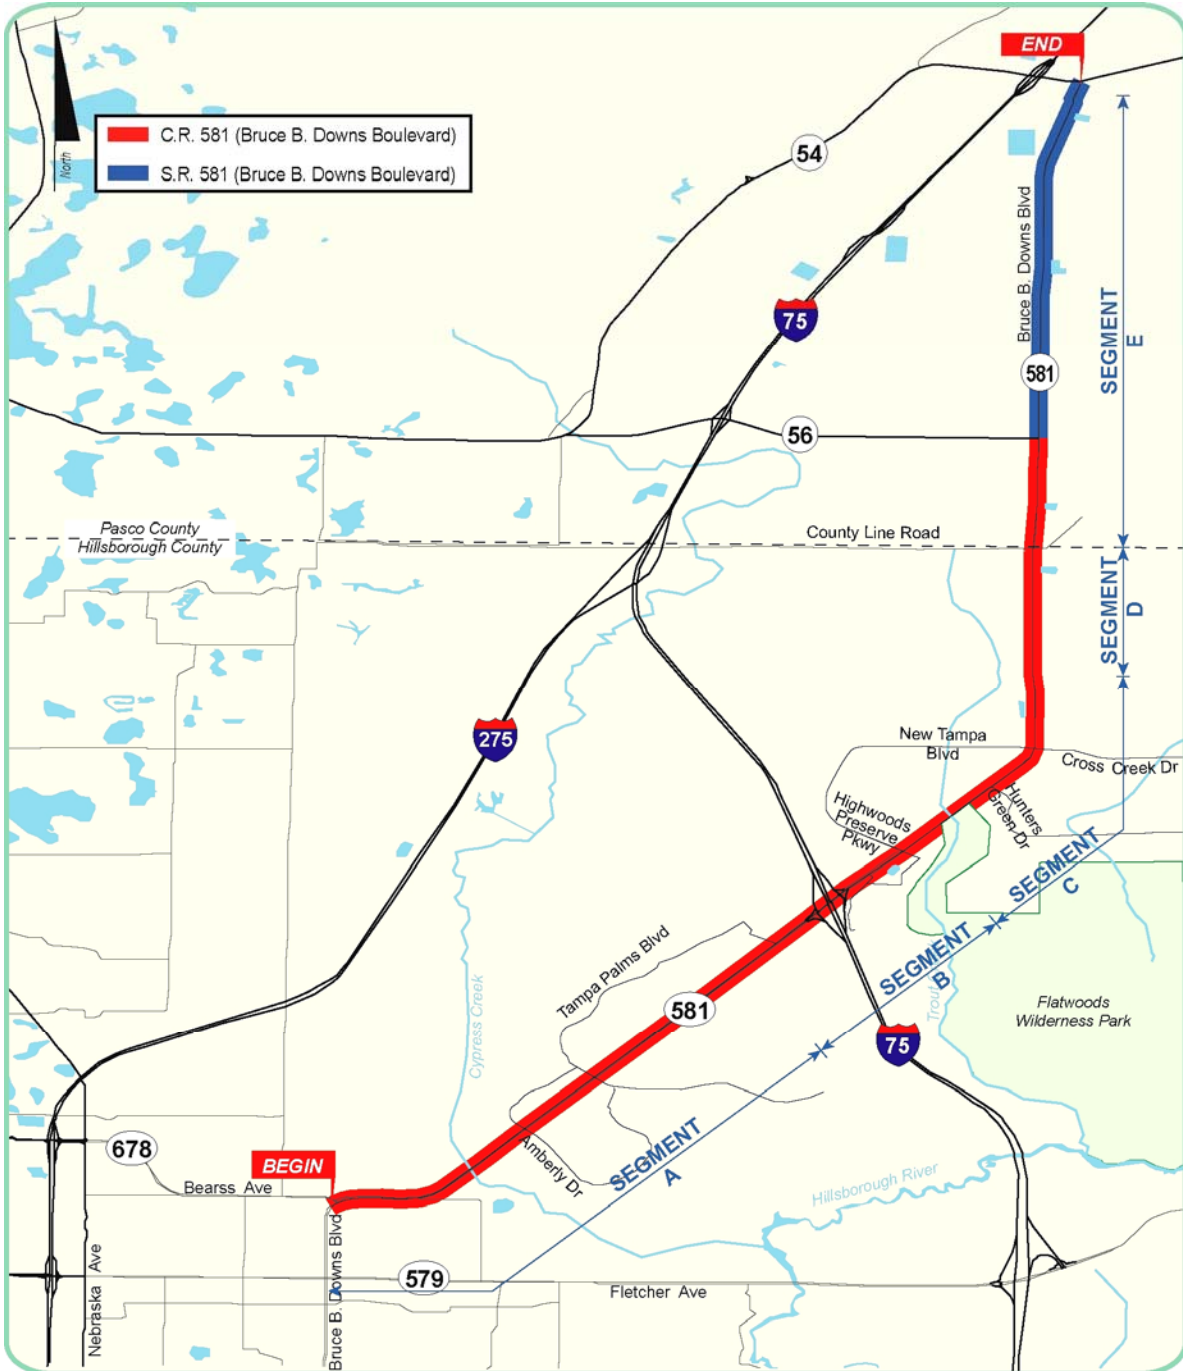 END
North
C.R. 581 (Bruce B. Downs Boulevard)
S.R. 581 (Bruce B. Downs Boulevard)
54
Bruce B. Downs Blvd
75
SEGMENT
E
581
56
Pasco County
Hillsborough County
County Line Road
SEGMENT
D
275
New Tampa
Blvd
Cross Creek Dr
Hunters
Green Dr
Highwoods
Preserve
Pkwy
SEGMENT
C
Tampa Palms Blvd
SEGMENT
B
Cypress Creek
581
Trout
Flatwoods
Wilderness Park
75
678
Amberly Dr
SEGMENT
A
BEGIN
Bearss Ave
Hillsborough River
Nebraska Ave
Bruce B. Downs Blvd
579
Fletcher Ave